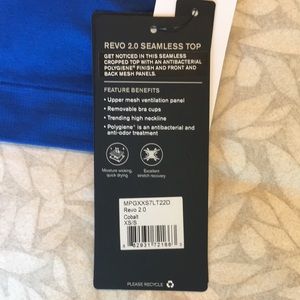 REVO 2.0 SEAMLESS TOP
GET NOTICED IN THIS SEAMLESS
CROPPED TOP WITH AN ANTIBACTERIAL
POLYGIENE® FINISH AND FRONT AND
BACK MESH PANELS.
FEATURE BENEFITS
• Upper mesh ventilation panel
• Removable bra cups
• Trending high neckline
• Polygiene® is an antibacterial and
anti-odor treatment
Moisture wicking,
quick drying
Excellent
stretch recovery
MPGXXS7LT22D
Revo 2.0
Cobalt
XS/S
PLEASE RECYCLE